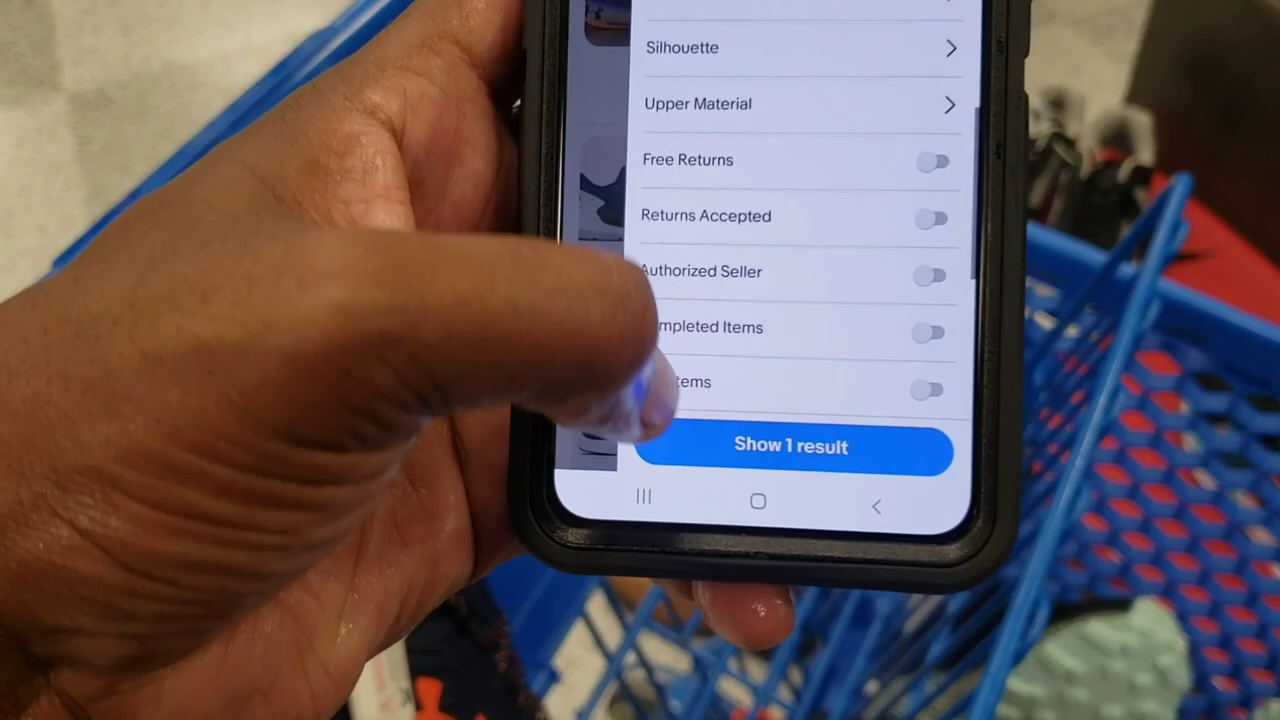 Silhouette
Upper Material
Free Returns
Returns Accepted
Authorized Seller
mpleted Items
tems
Show 1 result